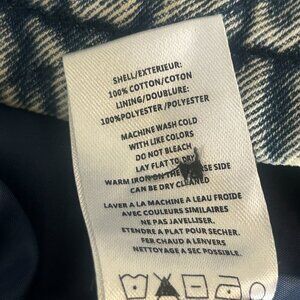 SHELL/EXTERIEUR:
100% COTTON/COTON
LINING/DOUBLURE:
100%POLYESTER/POLYESTER
MACHINE WASH COLD
WITH LIKE COLORS
DO NOT BLEACH
LAY FLAT TO DRY
WARM IRON ON THE SIDE
CAN BE DRY CLEANED
LAVER A LA MACHINE A L'EAU FROIDE
AVEC COULEURS SIMILAIRES
NE PAS JAVELLISER.
ETENDRE A PLAT POUR SECHER.
FER CHAUD A L'ENVERS
NETTOYAGE A SEC POSSIBLE.